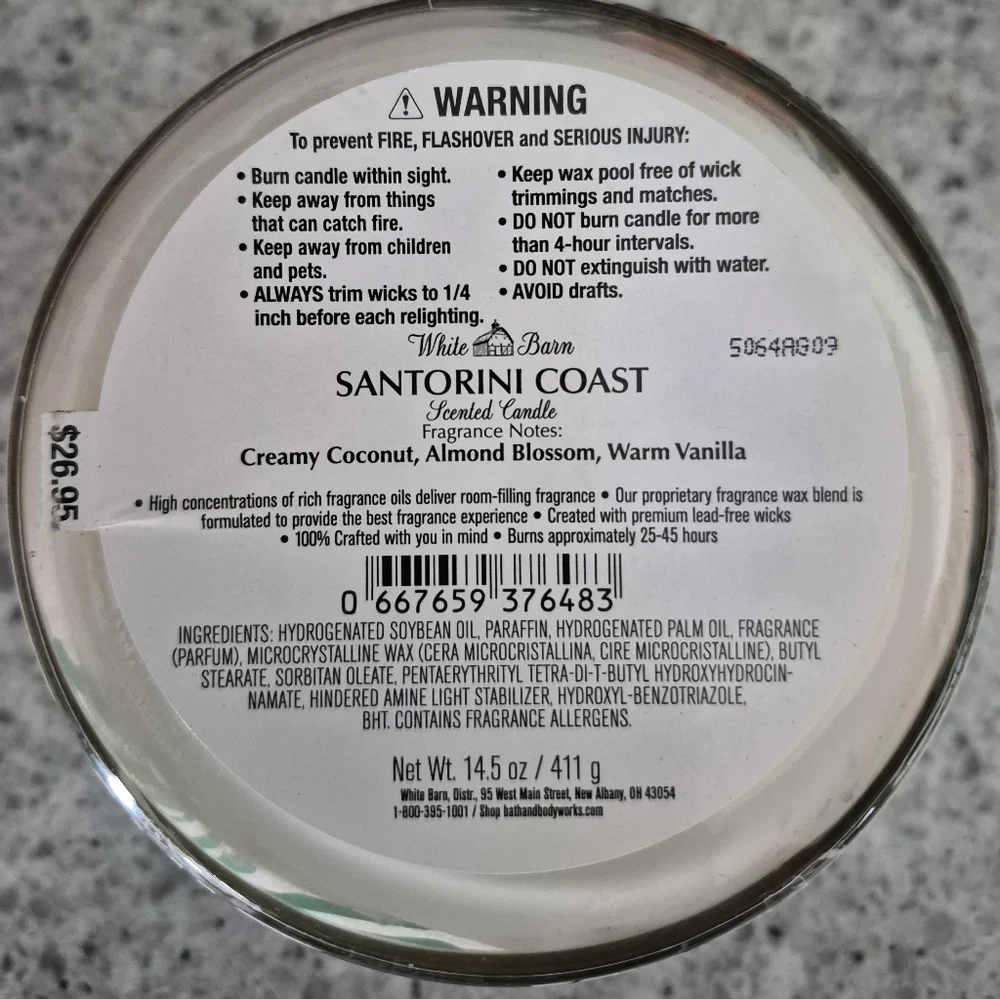 ⚠ WARNING
To prevent FIRE, FLASHOVER and SERIOUS INJURY:
• Burn candle within sight.
• Keep away from things
that can catch fire.
• Keep away from children
and pets.
• ALWAYS trim wicks to 1/4
inch before each relighting.
• Keep wax pool free of wick
trimmings and matches.
• DO NOT burn candle for more
than 4-hour intervals.
• DO NOT extinguish with water.
• AVOID drafts.
White Barn
5064AG09
SANTORINI COAST
Scented Candle
Fragrance Notes:
Creamy Coconut, Almond Blossom, Warm Vanilla
$26.95
• High concentrations of rich fragrance oils deliver room-filling fragrance • Our proprietary fragrance wax blend is
formulated to provide the best fragrance experience • Created with premium lead-free wicks
• 100% Crafted with you in mind • Burns approximately 25-45 hours
0 667659 376483
INGREDIENTS: HYDROGENATED SOYBEAN OIL, PARAFFIN, HYDROGENATED PALM OIL, FRAGRANCE
(PARFUM), MICROCRYSTALLINE WAX (CERA MICROCRISTALLINA, CIRE MICROCRISTALLINE), BUTYL
STEARATE, SORBITAN OLEATE, PENTAERYTHRITYL TETRA-DI-T-BUTYL HYDROXYHYDROCIN-
NAMATE, HINDERED AMINE LIGHT STABILIZER, HYDROXYL-BENZOTRIAZOLE,
BHT. CONTAINS FRAGRANCE ALLERGENS.
Net Wt. 14.5 oz / 411 g
White Barn, Distr., 95 West Main Street, New Albany, OH 43054
1-800-395-1001 / Shop bathandbodyworks.com